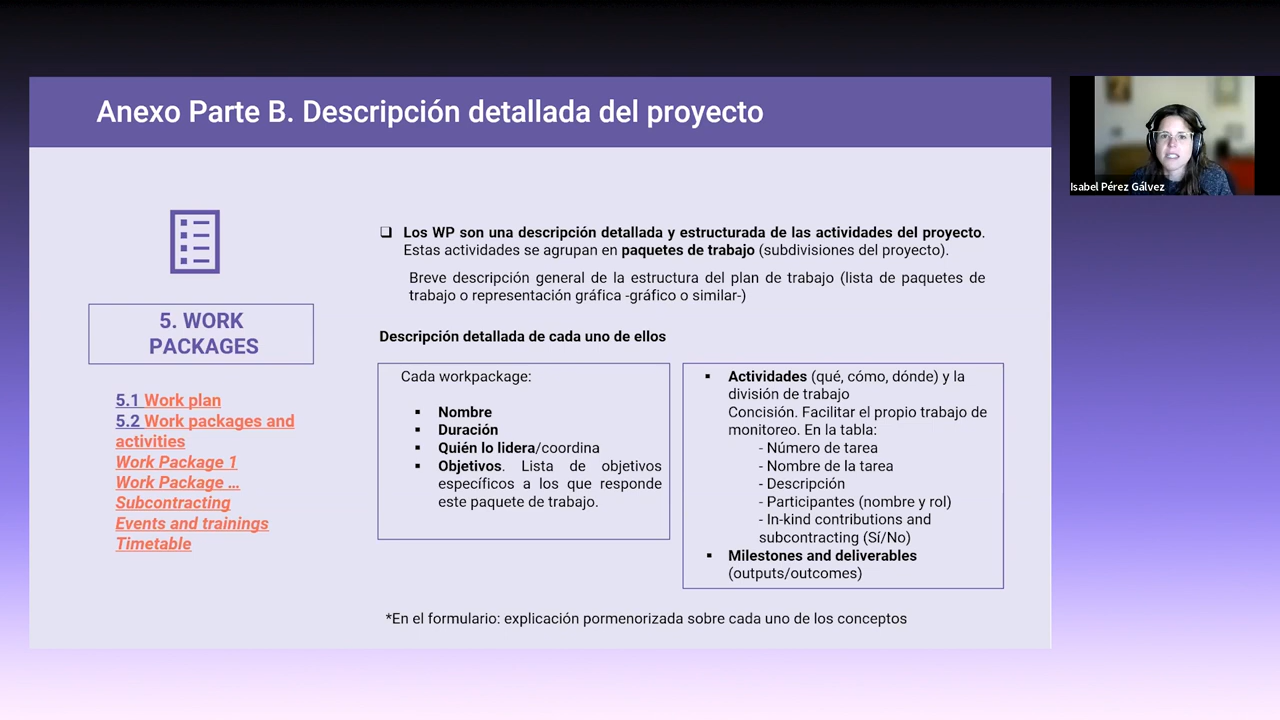 Anexo Parte B. Descripción detallada del proyecto
Isabel Pérez Gálvez
5. WORK
PACKAGES
5.1 Work plan
5.2 Work packages and
activities
Work Package 1
Work Package …
Subcontracting
Events and trainings
Timetable
❑ Los WP son una descripción detallada y estructurada de las actividades del proyecto.
Estas actividades se agrupan en paquetes de trabajo (subdivisiones del proyecto).
Breve descripción general de la estructura del plan de trabajo (lista de paquetes de
trabajo o representación gráfica -gráfico o similar-)
Descripción detallada de cada uno de ellos
Cada workpackage:
▪ Nombre
▪ Duración
▪ Quién lo lidera/coordina
▪ Objetivos. Lista de objetivos
específicos a los que responde
este paquete de trabajo.
▪ Actividades (qué, cómo, dónde) y la
división de trabajo
Concisión. Facilitar el propio trabajo de
monitoreo. En la tabla:
- Número de tarea
- Nombre de la tarea
- Descripción
- Participantes (nombre y rol)
- In-kind contributions and
subcontracting (Sí/No)
▪ Milestones and deliverables
(outputs/outcomes)
*En el formulario: explicación pormenorizada sobre cada uno de los conceptos